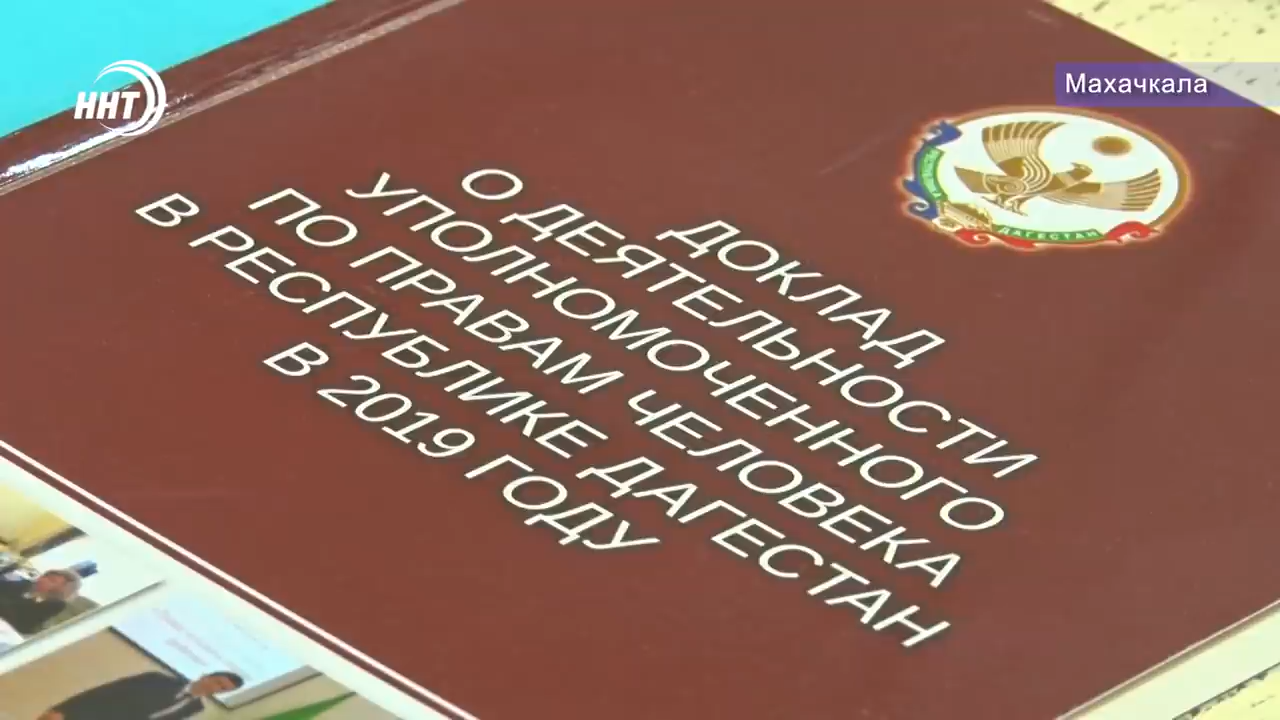 ННТ
Махачкала
ДАГЕСТАН
ДОКЛАД
О ДЕЯТЕЛЬНОСТИ
УПОЛНОМОЧЕННОГО
ПО ПРАВАМ ЧЕЛОВЕКА
В РЕСПУБЛИКЕ ДАГЕСТАН
В 2019 ГОДУ